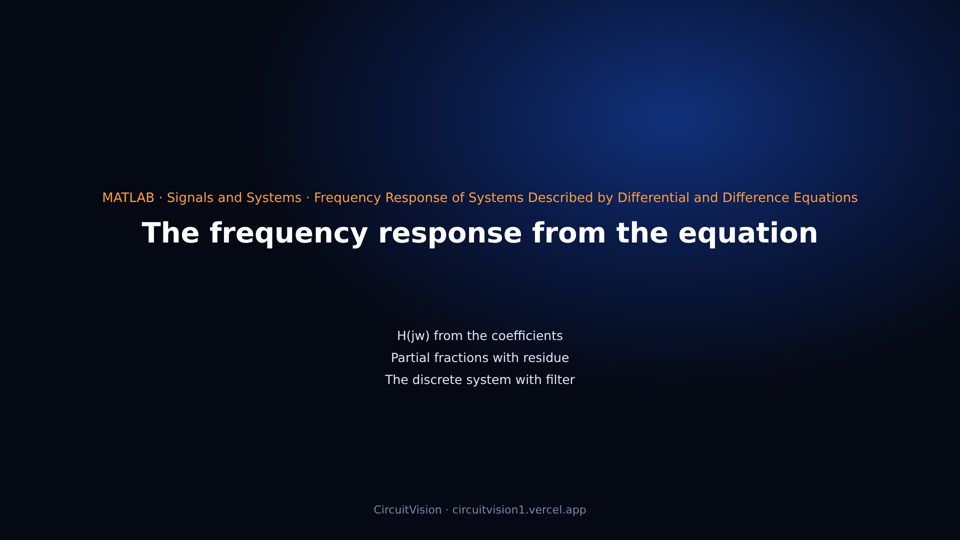 MATLAB · Signals and Systems · Frequency Response of Systems Described by Differential and Difference Equations
The frequency response from the equation
H(jw) from the coefficients
Partial fractions with residue
The discrete system with filter
CircuitVision · circuitvision1.vercel.app